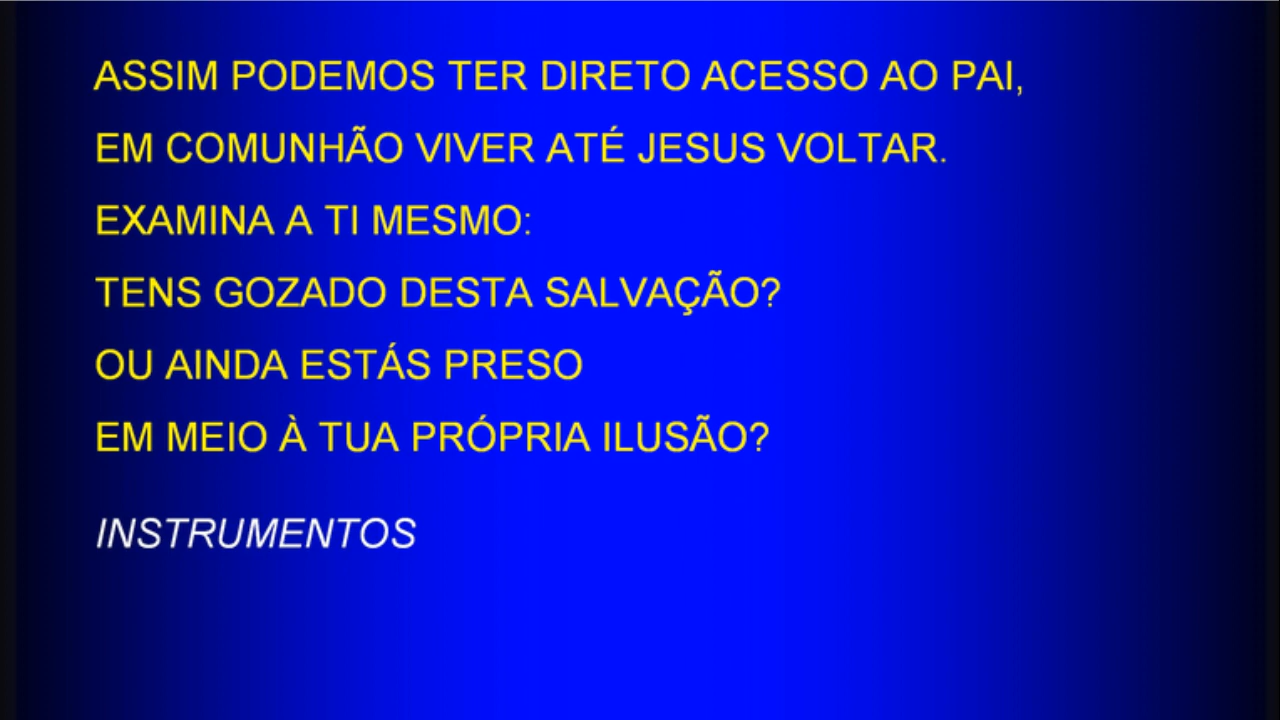 ASSIM PODEMOS TER DIRETO ACESSO AO PAI,
EM COMUNHÃO VIVER ATÉ JESUS VOLTAR.
EXAMINA A TI MESMO:
TENS GOZADO DESTA SALVAÇÃO?
OU AINDA ESTÁS PRESO
EM MEIO À TUA PRÓPRIA ILUSÃO?
INSTRUMENTOS